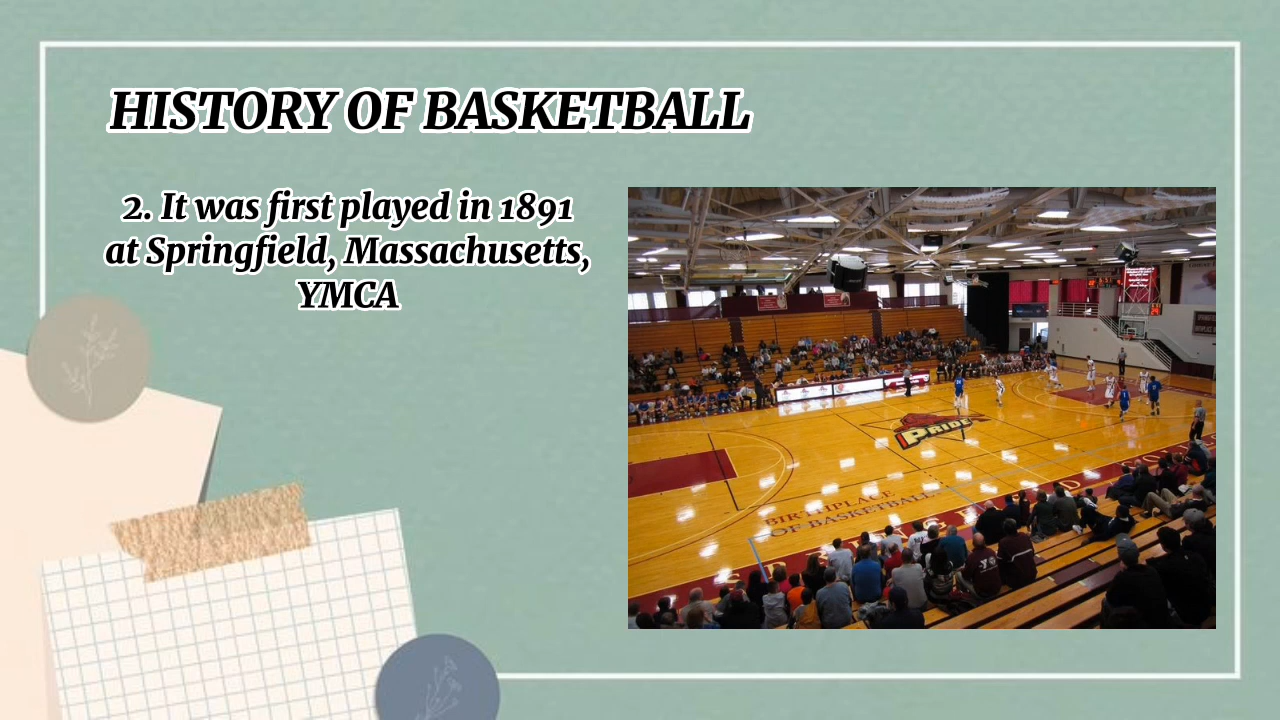 HISTORY OF BASKETBALL
2. It was first played in 1891
at Springfield, Massachusetts,
YMCA
PRIDE
BIRTHPLACE
OF BASKETBALL